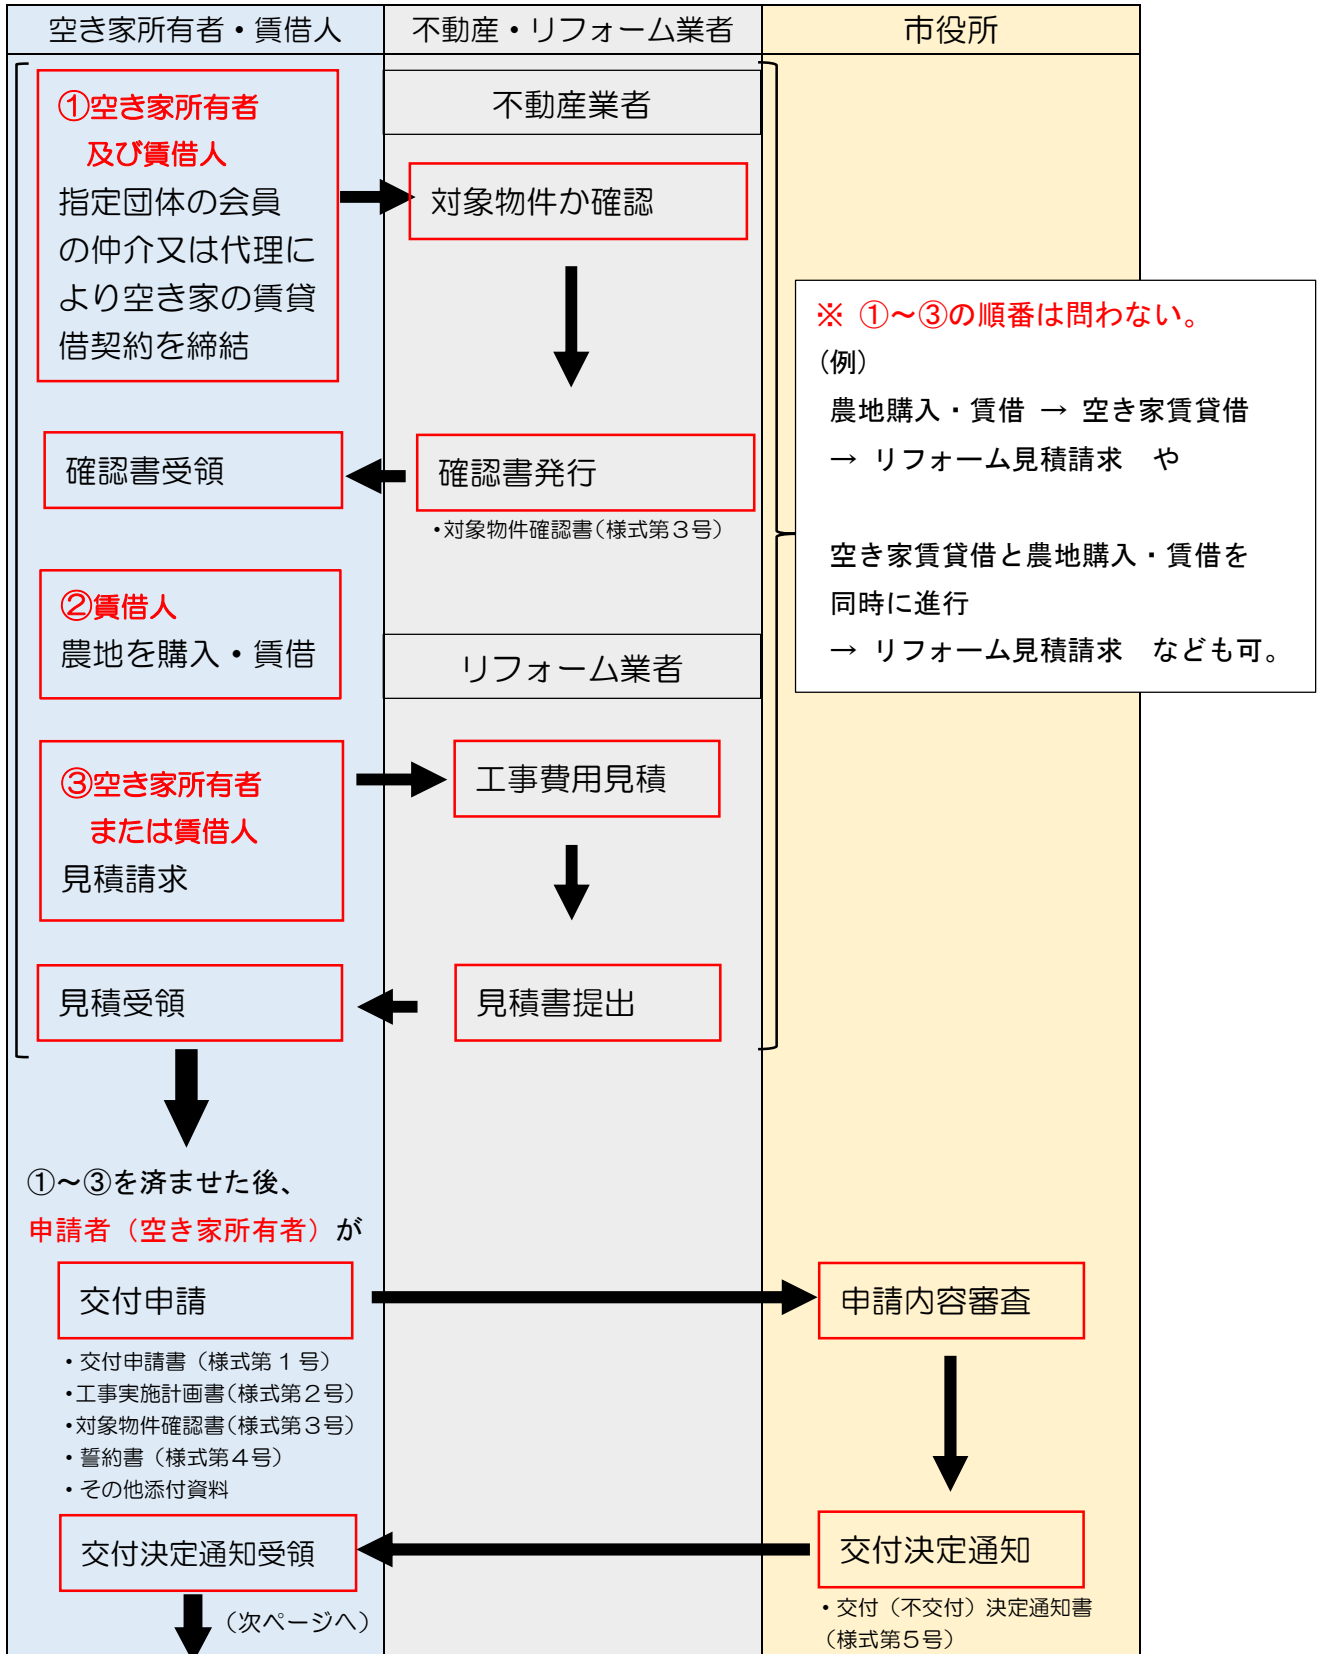 空き家所有者・賃借人
不動産・リフォーム業者
市役所
①空き家所有者
及び賃借人
指定団体の会員
の仲介又は代理に
より空き家の賃貸
借契約を締結
不動産業者
対象物件か確認
※ ①～③の順番は問わない。
(例)
農地購入・賃借 → 空き家賃貸借
→ リフォーム見積請求 や
空き家賃貸借と農地購入・賃借を
同時に進行
→ リフォーム見積請求 なども可。
確認書受領
確認書発行
・対象物件確認書(様式第3号)
②賃借人
農地を購入・賃借
リフォーム業者
③空き家所有者
または賃借人
見積請求
工事費用見積
見積受領
見積書提出
①～③を済ませた後、
申請者（空き家所有者）が
交付申請
申請内容審査
・交付申請書（様式第1号）
・工事実施計画書(様式第2号)
・対象物件確認書(様式第3号)
・誓約書（様式第4号）
・その他添付資料
交付決定通知受領
交付決定通知
（次ページへ）
・交付（不交付）決定通知書
（様式第5号）